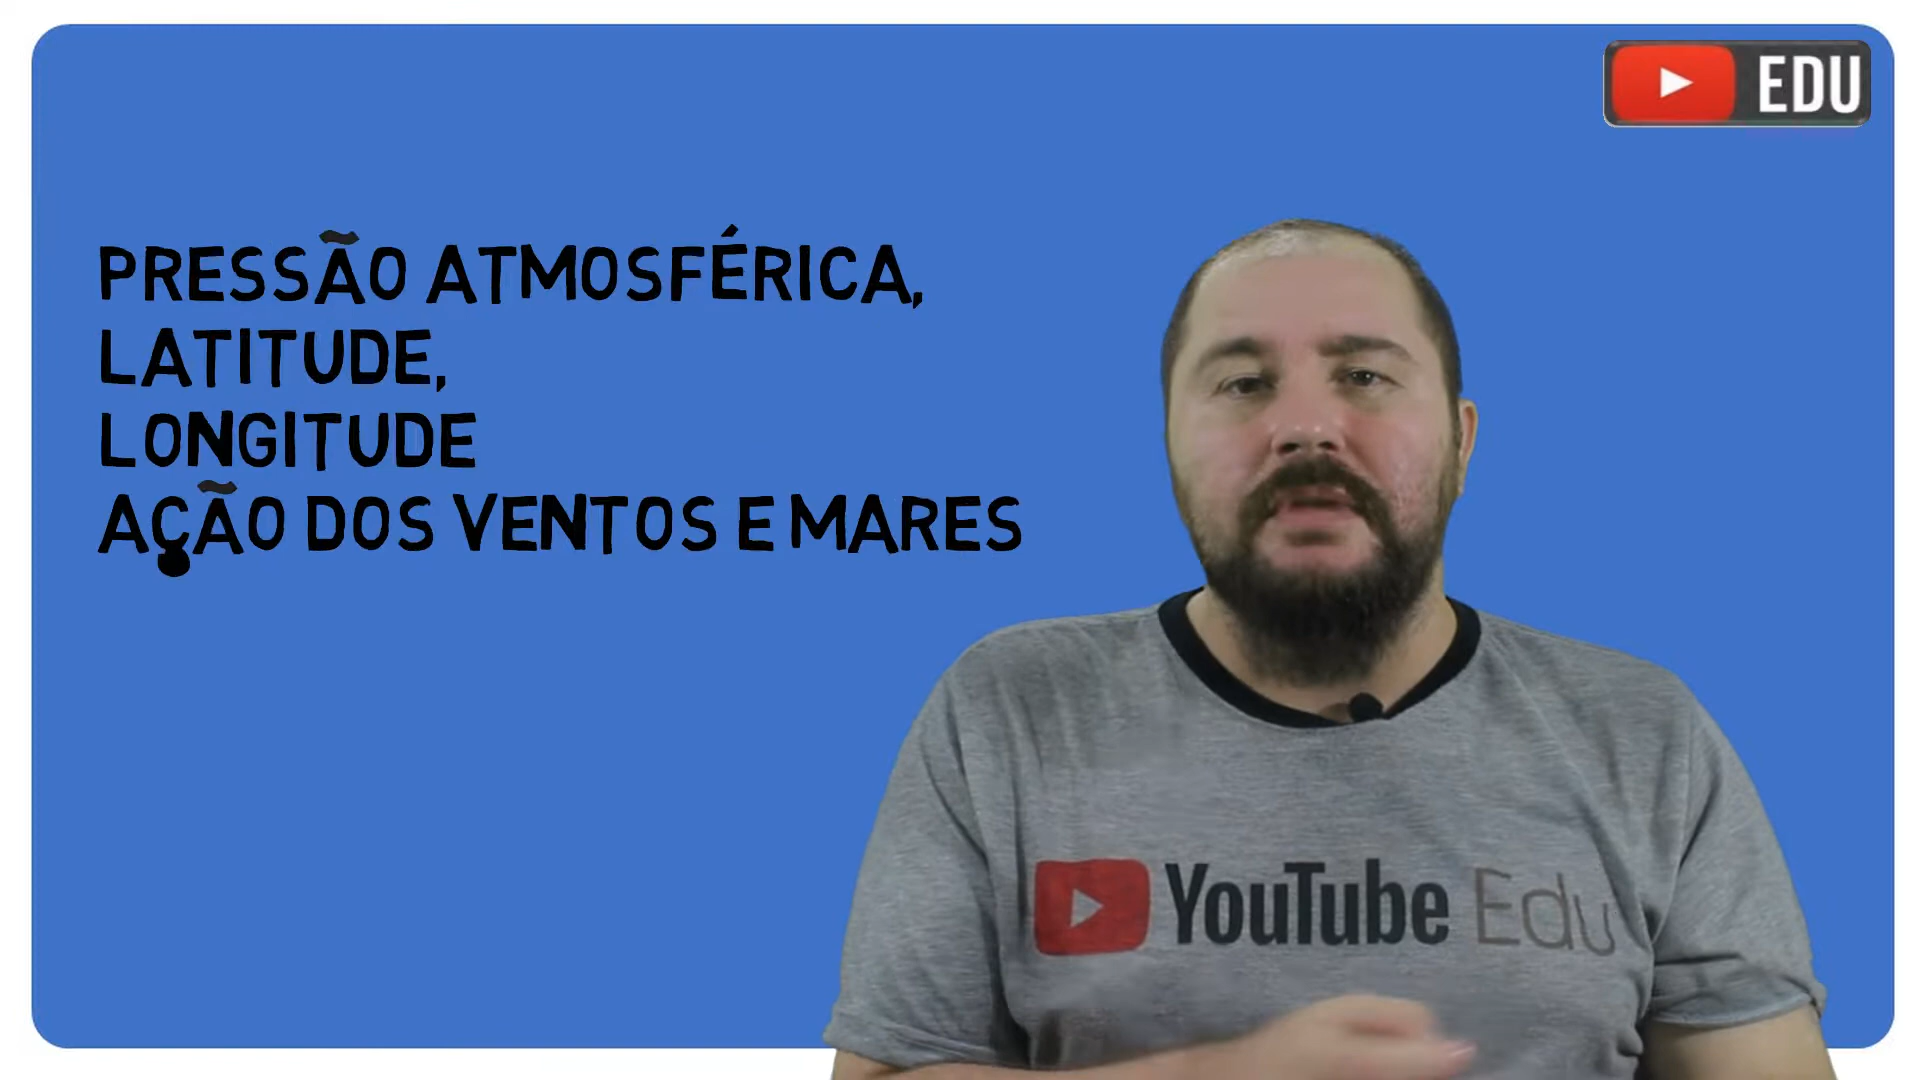 EDU
PRESSÃO ATMOSFÉRICA,
LATITUDE,
LONGITUDE
AÇÃO DOS VENTOS E MARES
YouTube Edu